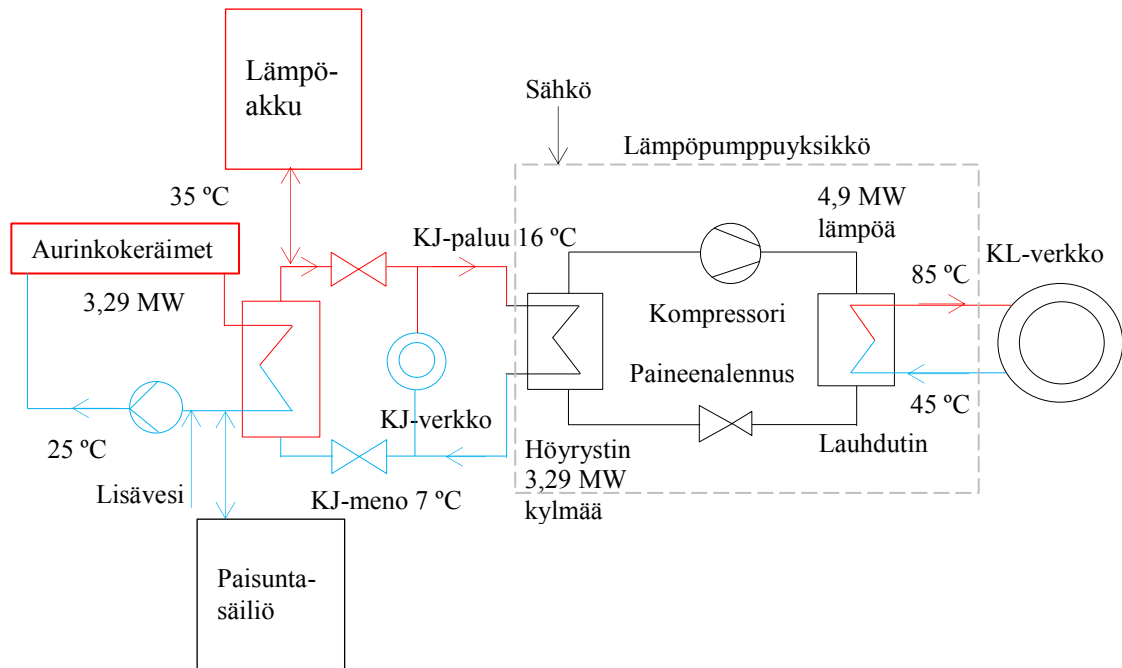 Lämpö-
akku
Sähkö
Lämpöpumppuyksikkö
35 ºC
4,9 MW
lämpöä
Aurinkokeräimet
KJ-paluu 16 ºC
KL-verkko
85 ºC
3,29 MW
Kompressori
Paineenalennus
KJ-verkko
45 ºC
25 ºC
Lauhdutin
Höyrystin
3,29 MW
kylmää
Lisävesi
KJ-meno 7 ºC
Paisunta-
säiliö